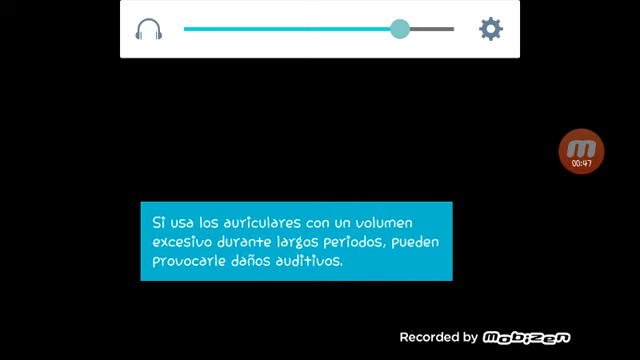 00:47
Si usa los auriculares con un volumen
excesivo durante largos periodos, pueden
provocarle daños auditivos.
Recorded by mobizen